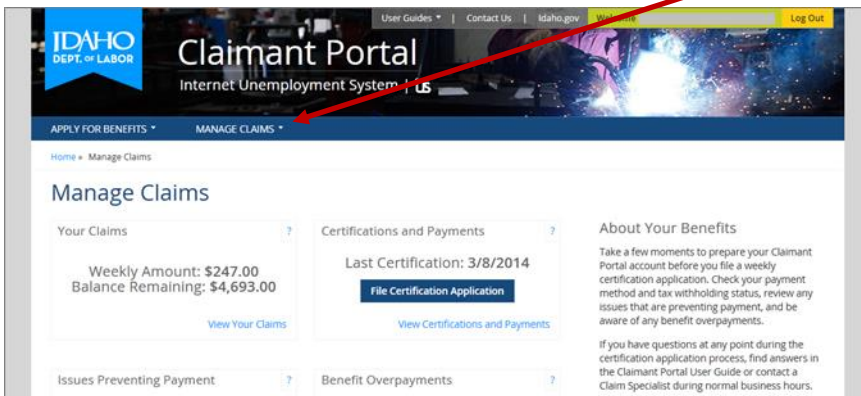 User Guides | Contact Us | Idaho.gov
Welcome
Log Out
IDAHO
DEPT. OF LABOR
Claimant Portal
Internet Unemployment System | iUS
APPLY FOR BENEFITS
MANAGE CLAIMS
Home » Manage Claims
Manage Claims
Your Claims ?
Weekly Amount: $247.00
Balance Remaining: $4,693.00
View Your Claims
Certifications and Payments ?
Last Certification: 3/8/2014
File Certification Application
View Certifications and Payments
Issues Preventing Payment ?
Benefit Overpayments ?
About Your Benefits
Take a few moments to prepare your Claimant
Portal account before you file a weekly
certification application. Check your payment
method and tax withholding status, review any
issues that are preventing payment, and be
aware of any benefit overpayments.
If you have questions at any point during the
certification application process, find answers in
the Claimant Portal User Guide or contact a
Claim Specialist during normal business hours.